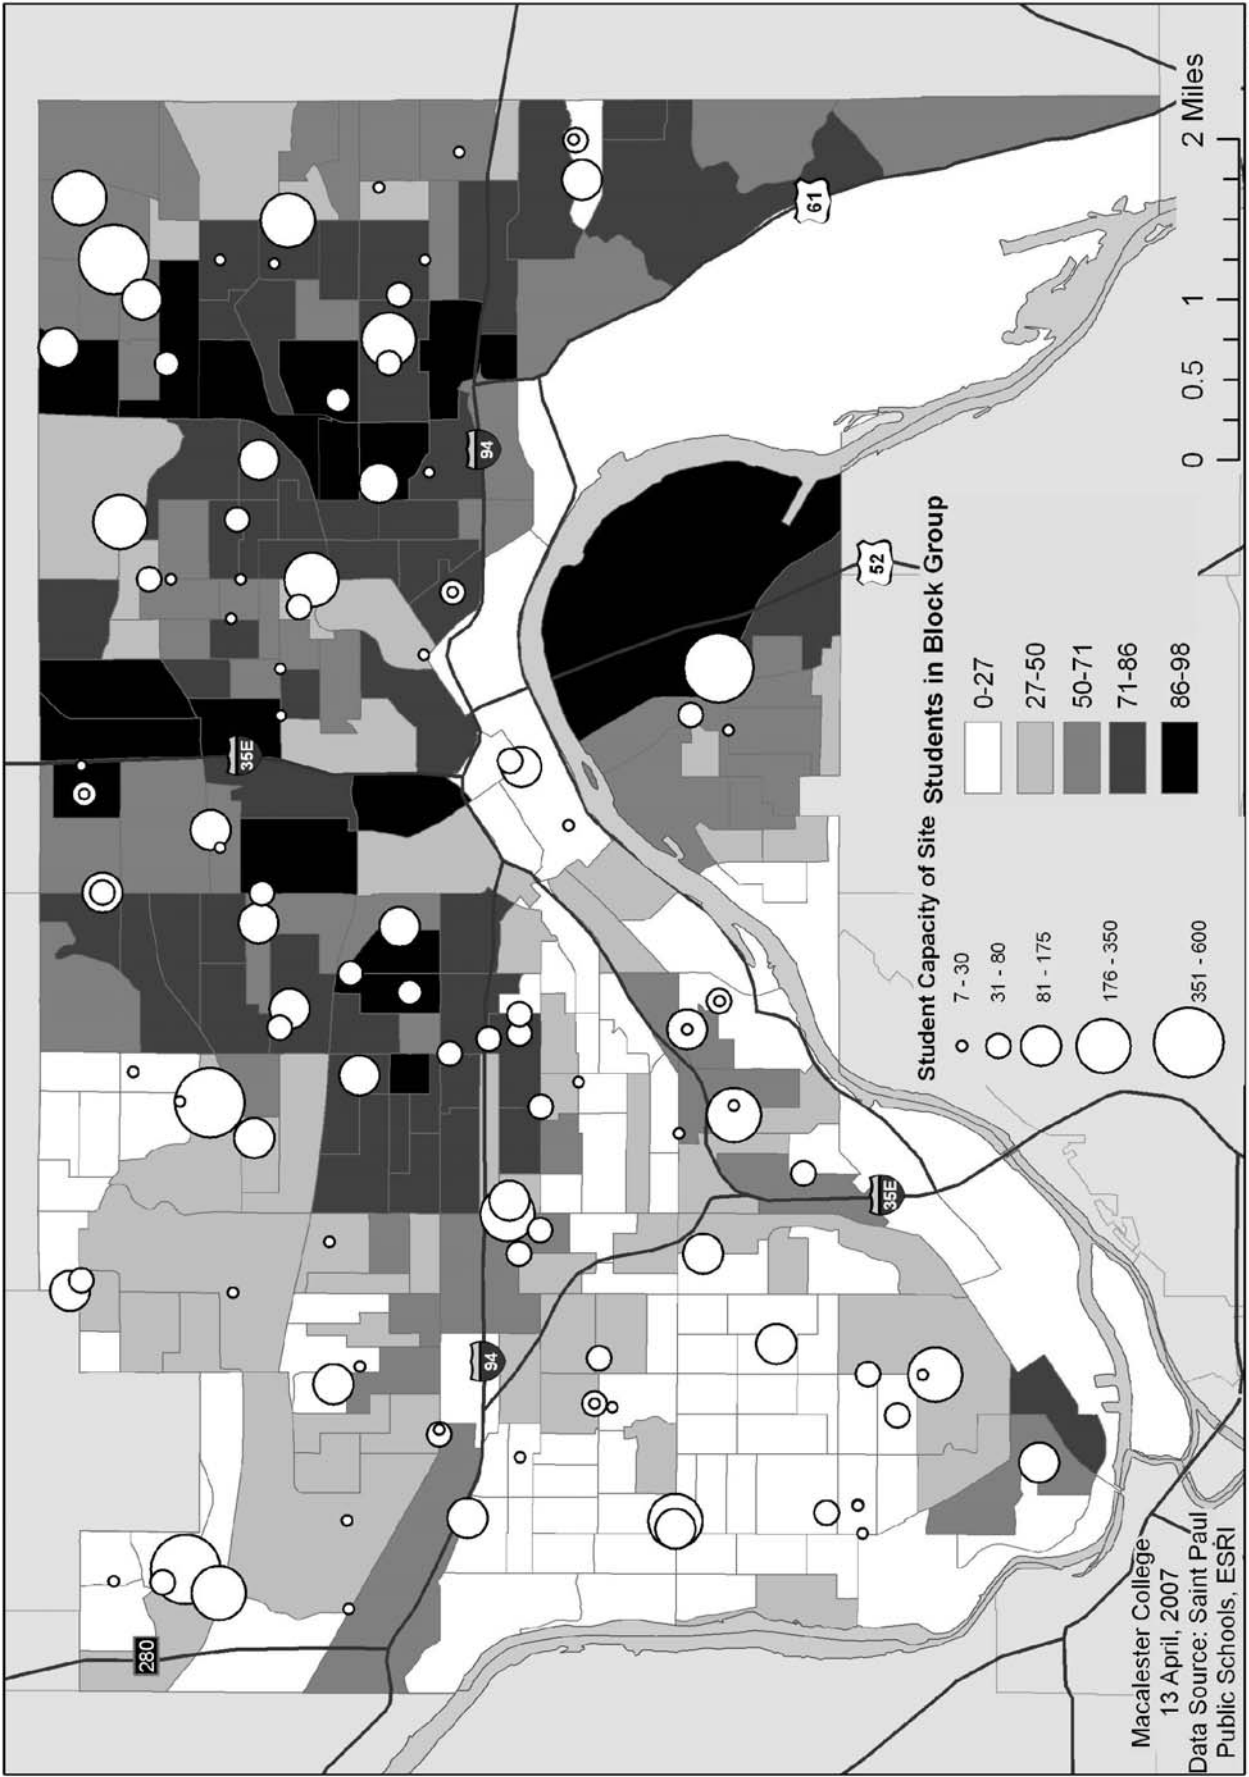 280
35E
94
94
61
52
35E
Student Capacity of Site
7 - 30
31 - 80
81 - 175
176 - 350
351 - 600
Students in Block Group
0-27
27-50
50-71
71-86
86-98
0 0.5 1 2 Miles
Macalester College
13 April, 2007
Data Source: Saint Paul
Public Schools, ESRI